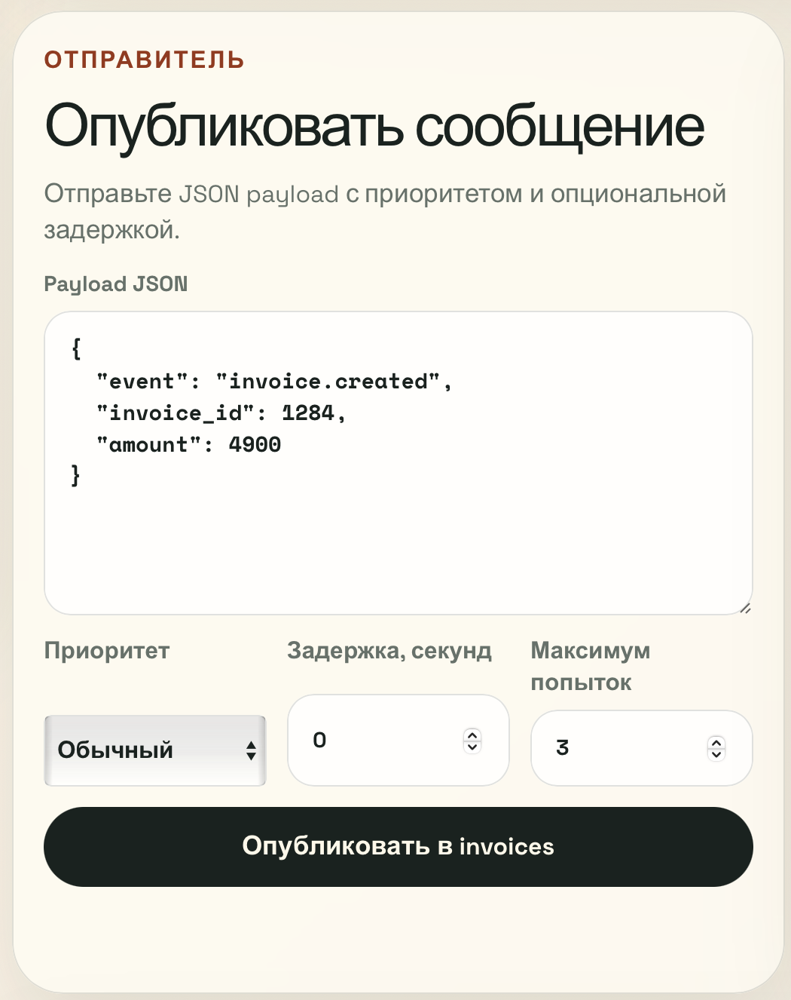 ОТПРАВИТЕЛЬ
Опубликовать сообщение
Отправьте JSON payload с приоритетом и опциональной
задержкой.
Payload JSON
{
  "event": "invoice.created",
  "invoice_id": 1284,
  "amount": 4900
}
Приоритет
Обычный
Задержка, секунд
0
Максимум
попыток
3
Опубликовать в invoices